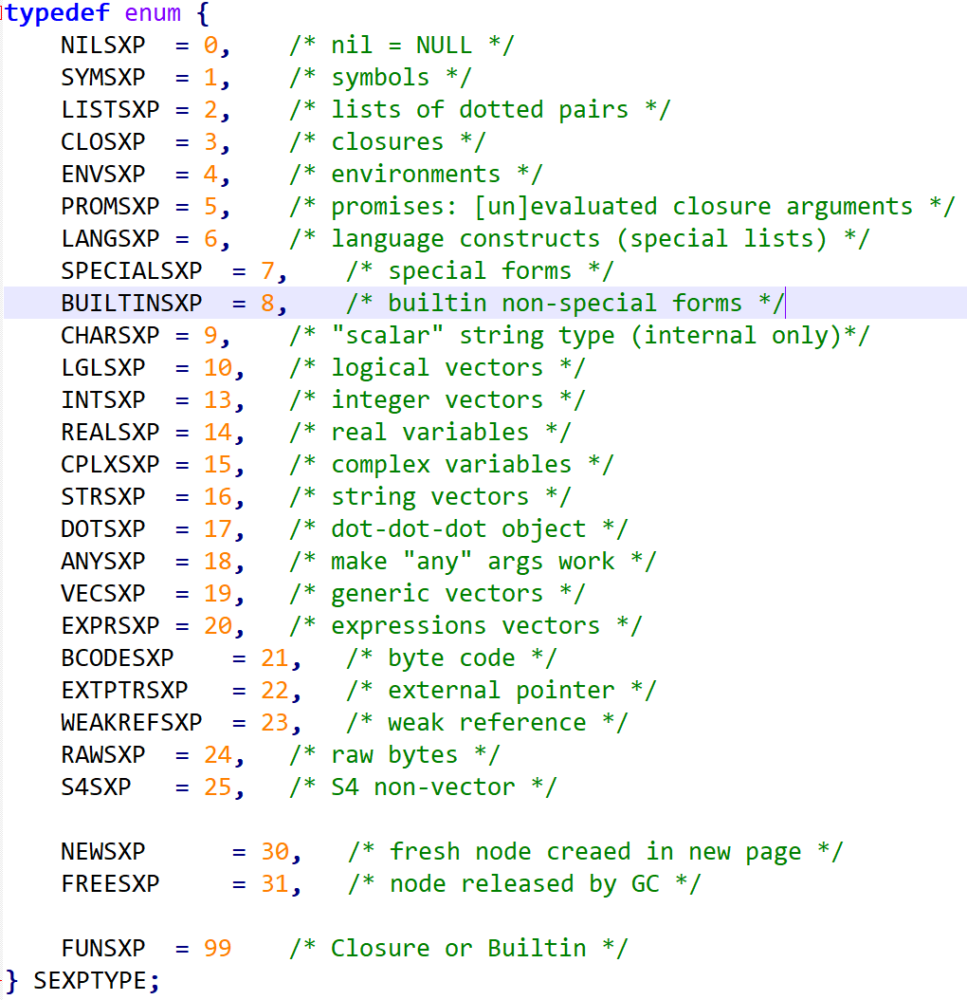 typedef enum {
    NILSXP  = 0,    /* nil = NULL */
    SYMSXP  = 1,    /* symbols */
    LISTSXP = 2,    /* lists of dotted pairs */
    CLOSXP  = 3,    /* closures */
    ENVSXP  = 4,    /* environments */
    PROMSXP = 5,    /* promises: [un]evaluated closure arguments */
    LANGSXP = 6,    /* language constructs (special lists) */
    SPECIALSXP  = 7,    /* special forms */
    BUILTINSXP  = 8,    /* builtin non-special forms */
    CHARSXP = 9,    /* "scalar" string type (internal only)*/
    LGLSXP  = 10,   /* logical vectors */
    INTSXP  = 13,   /* integer vectors */
    REALSXP = 14,   /* real variables */
    CPLXSXP = 15,   /* complex variables */
    STRSXP  = 16,   /* string vectors */
    DOTSXP  = 17,   /* dot-dot-dot object */
    ANYSXP  = 18,   /* make "any" args work */
    VECSXP  = 19,   /* generic vectors */
    EXPRSXP = 20,   /* expressions vectors */
    BCODESXP    = 21,   /* byte code */
    EXTPTRSXP   = 22,   /* external pointer */
    WEAKREFSXP  = 23,   /* weak reference */
    RAWSXP  = 24,   /* raw bytes */
    S4SXP   = 25,   /* S4 non-vector */

    NEWSXP      = 30,   /* fresh node creaed in new page */
    FREESXP     = 31,   /* node released by GC */

    FUNSXP  = 99    /* Closure or Builtin */
} SEXPTYPE;